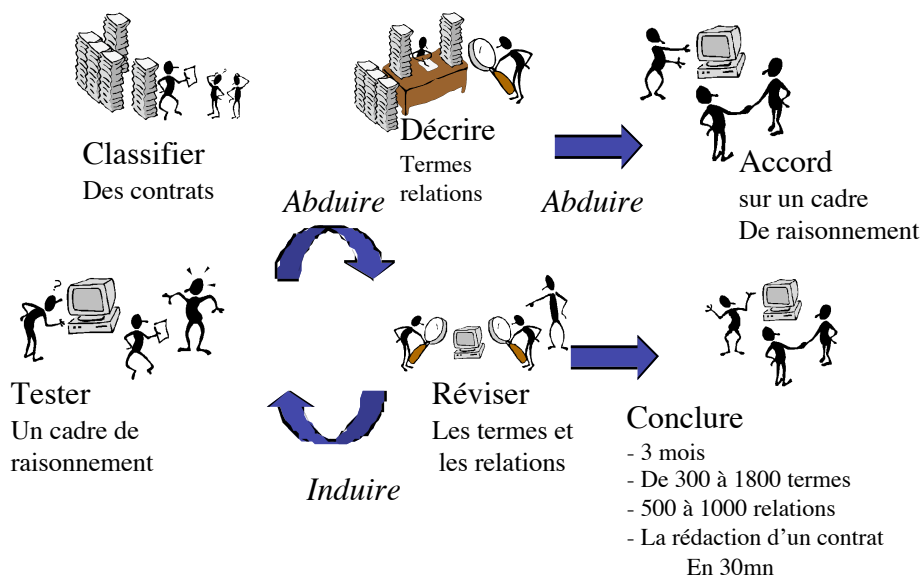 Classifier
Des contrats
Décrire
Termes
relations
Abduire
Abduire
Accord
sur un cadre
De raisonnement
?
Tester
Un cadre de
raisonnement
Réviser
Les termes et
les relations
Induire
Conclure
- 3 mois
- De 300 à 1800 termes
- 500 à 1000 relations
- La rédaction d’un contrat
En 30mn